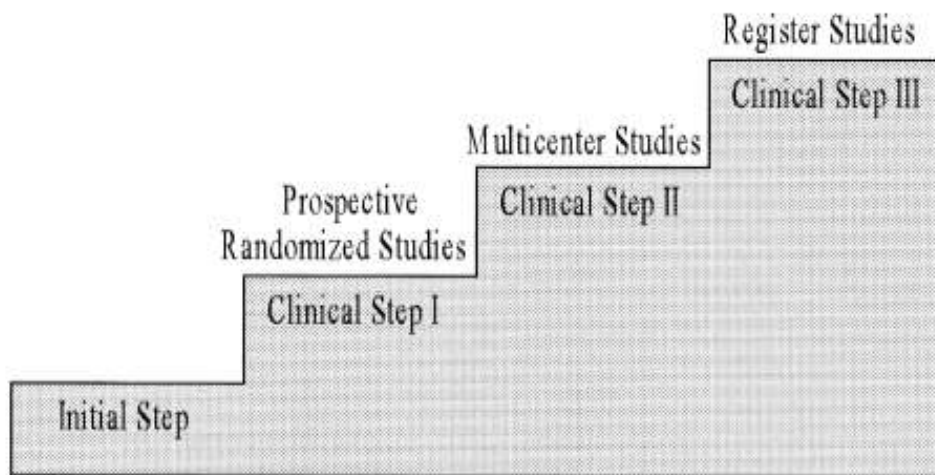 Register Studies
Clinical Step III
Multicenter Studies
Clinical Step II
Prospective
Randomized Studies
Clinical Step I
Initial Step